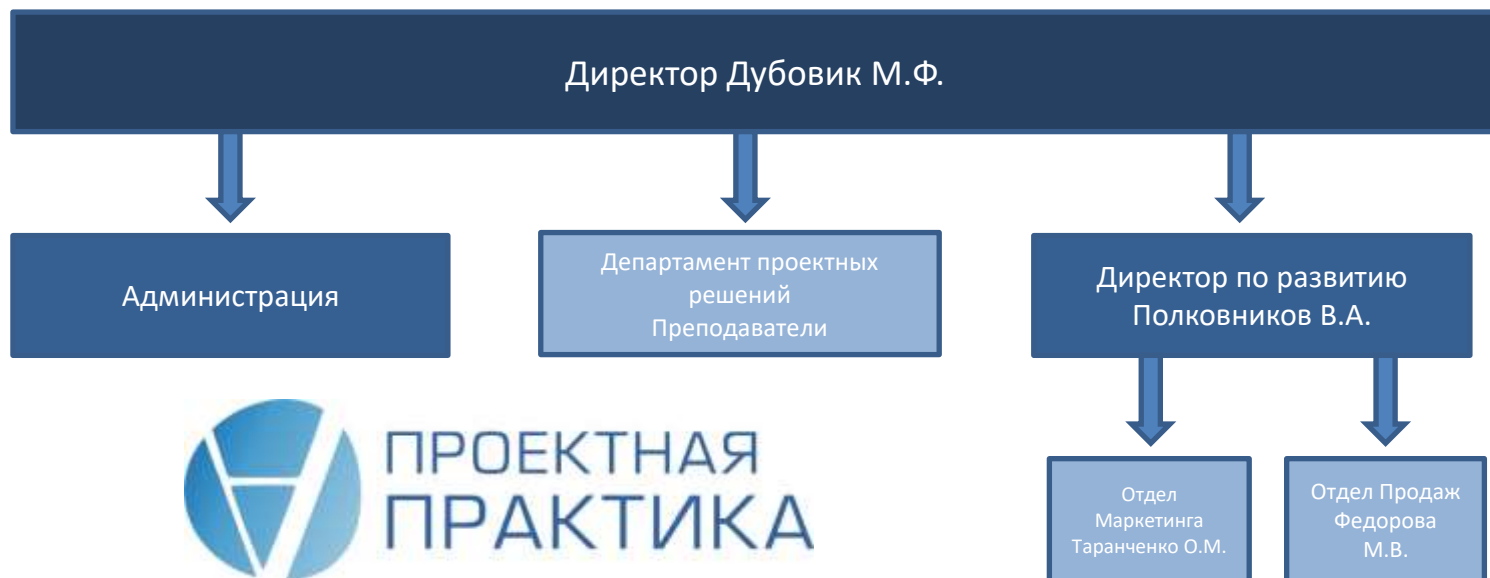 Директор Дубовик М.Ф.
Администрация
Департамент проектных
решений
Преподаватели
Директор по развитию
Полковников В.А.
ПРОЕКТНАЯ
ПРАКТИКА
Отдел
Маркетинга
Таранченко О.М.
Отдел Продаж
Федорова
М.В.